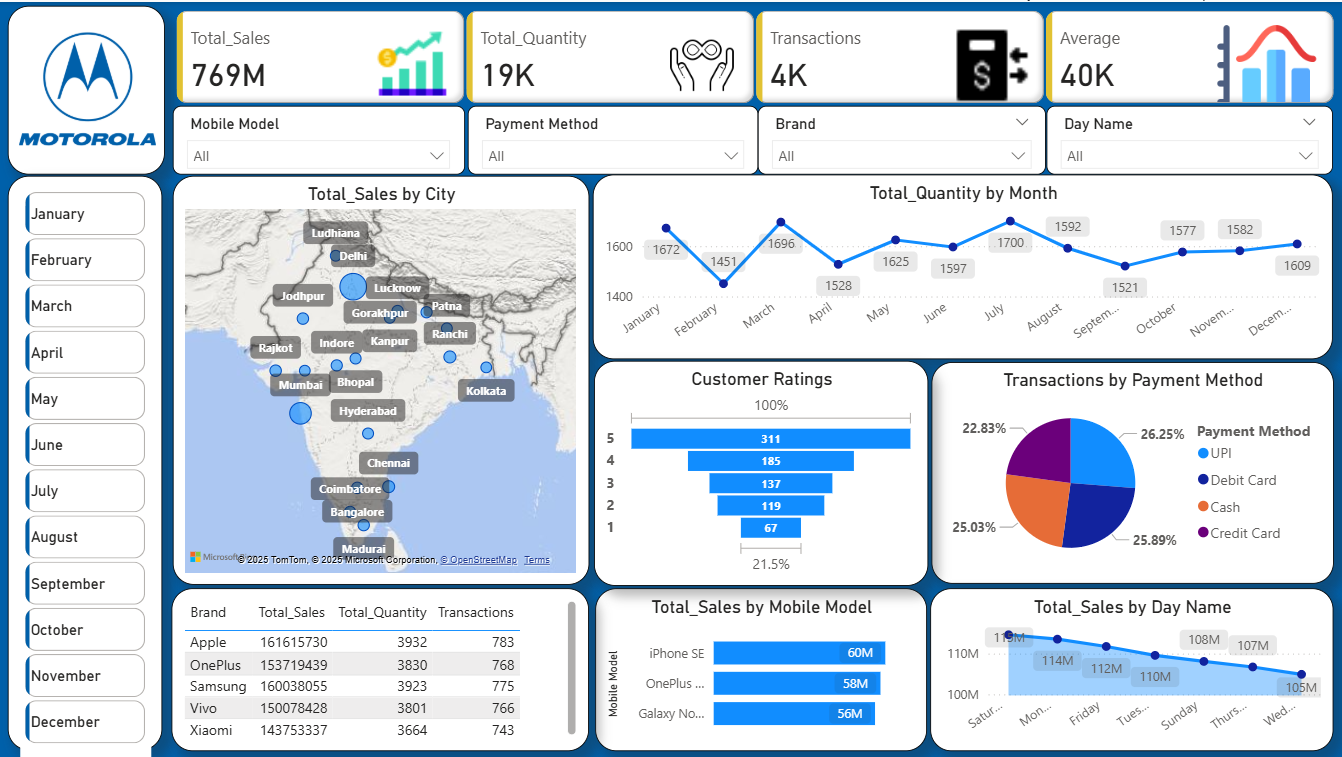 MOTOROLA
Total_Sales
769M
Total_Quantity
19K
Transactions
4K
Average
40K
Mobile Model
All
Payment Method
All
Brand
All
Day Name
All
January
February
March
April
May
June
July
August
September
October
November
December
Total_Sales by City
Ludhiana
Delhi
Lucknow
Jodhpur
Gorakhpur
Patna
Ranchi
Kanpur
Indore
Rajkot
Mumbai
Bhopal
Kolkata
Hyderabad
Chennai
Coimbatore
Bangalore
Madurai
© 2025 TomTom, © 2025 Microsoft Corporation, © OpenStreetMap Terms
Total_Quantity by Month
1600
1400
1672
1451
1696
1528
1625
1597
1700
1592
1521
1577
1582
1609
January
February
March
April
May
June
July
August
Septem...
October
Novem...
Decem...
Customer Ratings
100%
5 311
4 185
3 137
2 119
1 67
21.5%
Transactions by Payment Method
22.83%
26.25%
25.03%
25.89%
Payment Method
UPI
Debit Card
Cash
Credit Card
Brand Total_Sales Total_Quantity Transactions
Apple 161615730 3932 783
OnePlus 153719439 3830 768
Samsung 160038055 3923 775
Vivo 150078428 3801 766
Xiaomi 143753337 3664 743
Total_Sales by Mobile Model
Mobile Model
iPhone SE 60M
OnePlus ... 58M
Galaxy No... 56M
Total_Sales by Day Name
110M
100M
114M
112M
110M
108M
107M
105M
Satur...
Mon...
Friday
Tues...
Sunday
Thurs...
Wed...